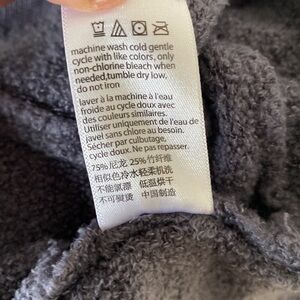 machine wash cold gentle
cycle with like colors, only
non-chlorine bleach when
needed,tumble dry low,
do not iron
laver à la machine à l'eau
froide au cycle doux avec
des couleurs similaires.
Utiliser uniquement de l'eau de
javel sans chlore au besoin.
Sécher par culbutage,
cycle doux. Ne pas repasser.
75% 尼龙 25% 竹纤维
相似色冷水轻柔机洗
不能氯漂 低温烘干
不可熨烫 中国制造